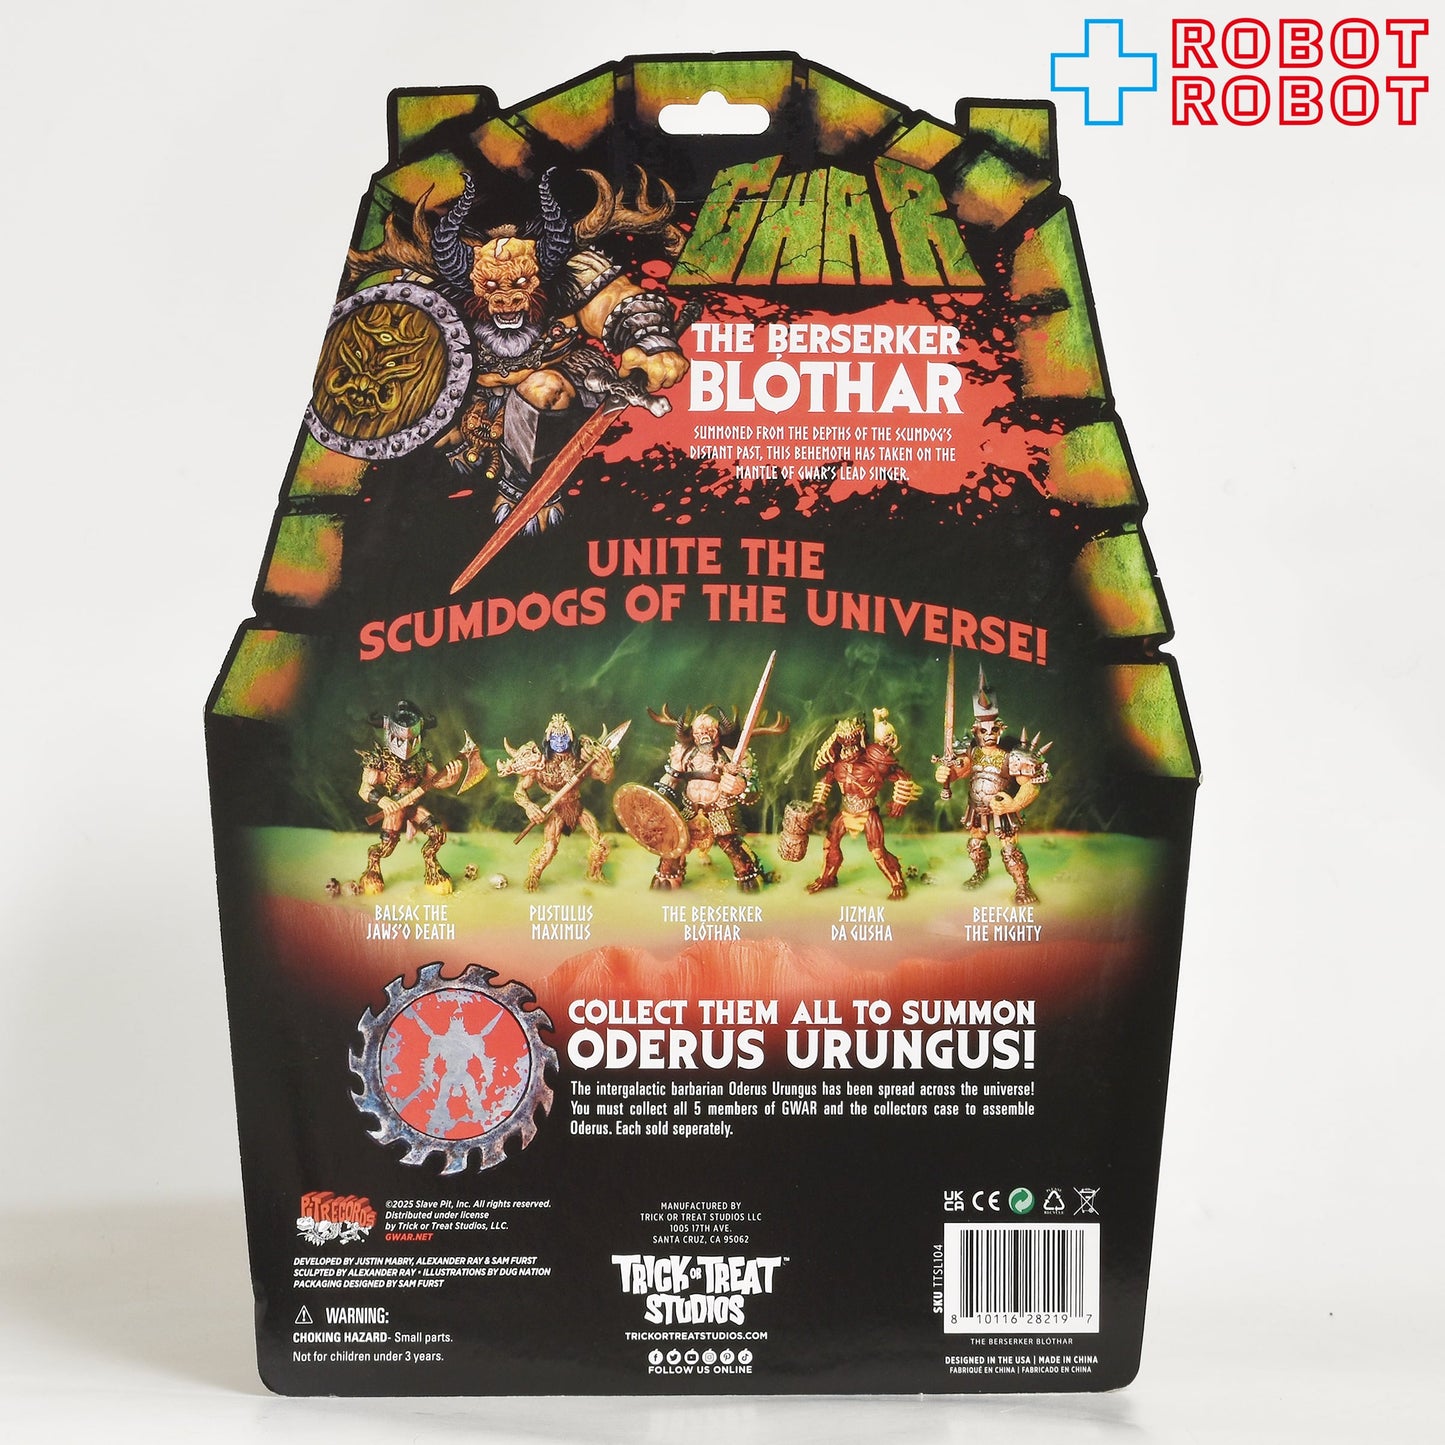 ROBOT
ROBOT
GWAR
THE BERSERKER
BLÓTHAR
SUMMONED FROM THE DEPTHS OF THE SCUMDOG'S
DISTANT PAST, THIS BEHEMOTH HAS TAKEN ON THE
MANTLE OF GWAR'S LEAD SINGER.
UNITE THE
SCUMDOGS OF THE UNIVERSE!
BALSAC THE
JAWS'O DEATH
PUSTULUS
MAXIMUS
THE BERSERKER
BLÓTHAR
JIZMAK
DA GUSHA
BEEFCAKE
THE MIGHTY
COLLECT THEM ALL TO SUMMON
ODERUS URUNGUS!
The intergalactic barbarian Oderus Urungus has been spread across the universe!
You must collect all 5 members of GWAR and the collectors case to assemble
Oderus. Each sold seperately.
PIT RECORDS
©2025 Slave Pit, Inc. All rights reserved.
Distributed under license
by Trick or Treat Studios, LLC.
GWAR.NET
DEVELOPED BY JUSTIN MABRY, ALEXANDER RAY & SAM FURST
SCULPTED BY ALEXANDER RAY • ILLUSTRATIONS BY DUG NATION
PACKAGING DESIGNED BY SAM FURST
⚠ WARNING:
CHOKING HAZARD- Small parts.
Not for children under 3 years.
MANUFACTURED BY
TRICK OR TREAT STUDIOS LLC
1005 17TH AVE.
SANTA CRUZ, CA 95062
TRICK OR TREAT™
STUDIOS
TRICKORTREATSTUDIOS.COM
FOLLOW US ONLINE
UK
CA
CE
PLEASE
RECYCLE
SKU TTSL104
8 10116 28219 7
THE BERSERKER BLÓTHAR
DESIGNED IN THE USA | MADE IN CHINA
FABRIQUÉ EN CHINA | FABRICADO EN CHINA